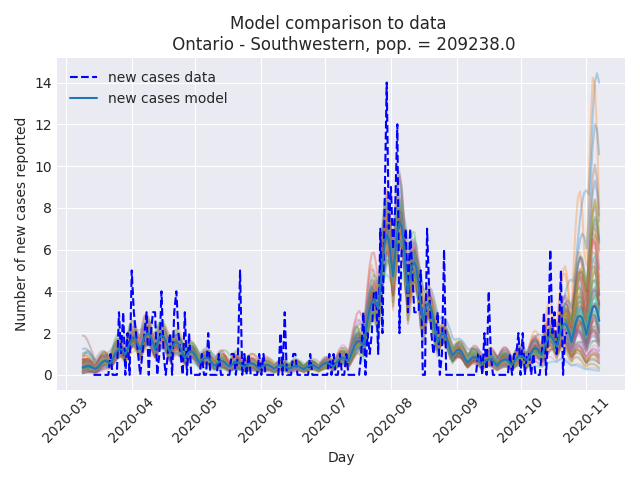 Model comparison to data
Ontario - Southwestern, pop. = 209238.0
new cases data
new cases model
Number of new cases reported
14
12
10
8
6
4
2
0
2020-03
2020-04
2020-05
2020-06
2020-07
2020-08
2020-09
2020-10
2020-11
Day